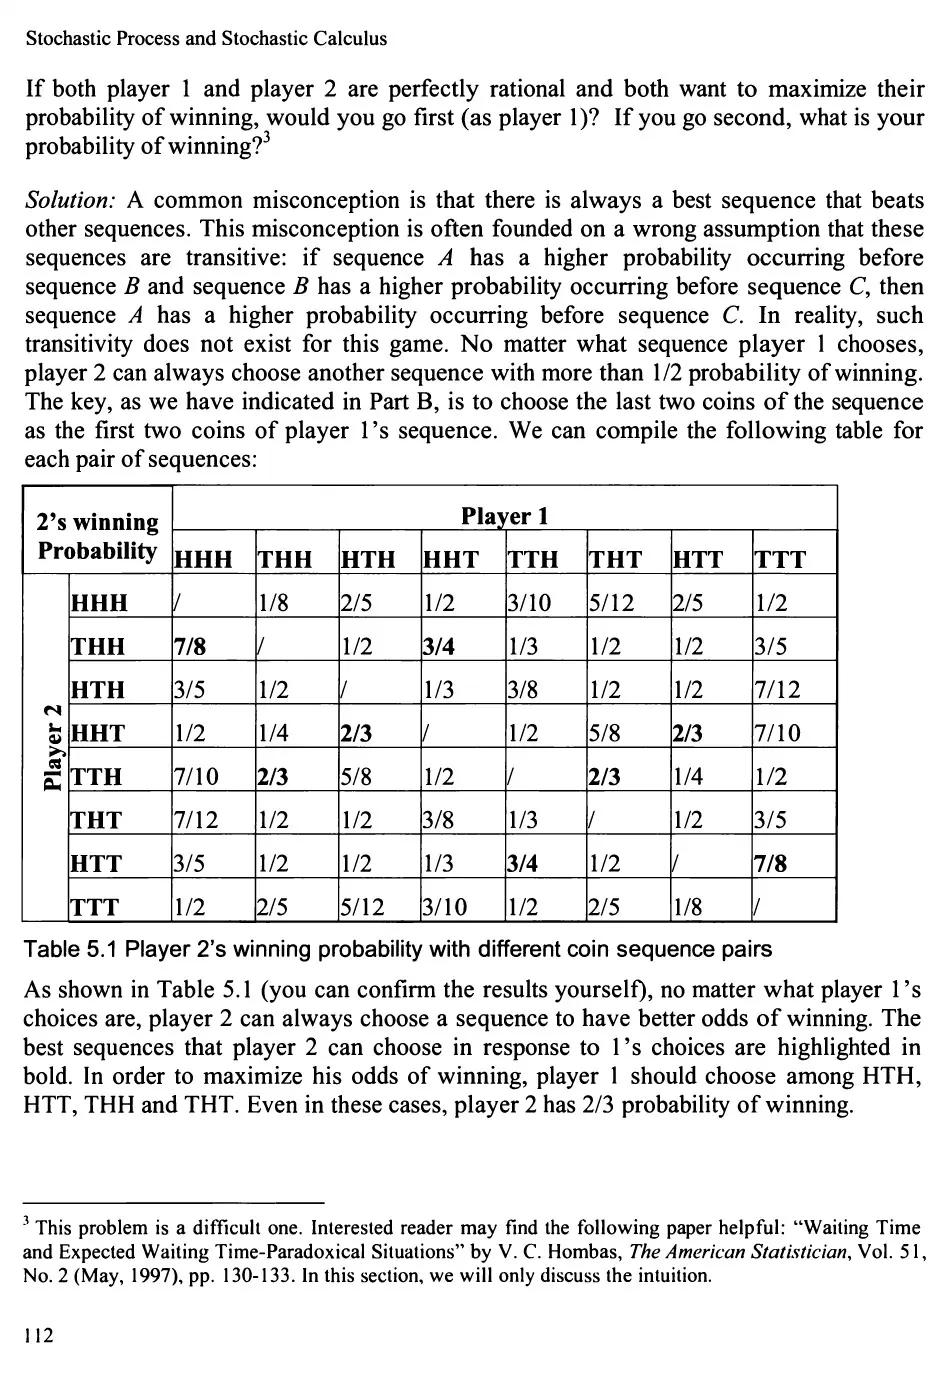 Stochastic Process and Stochastic Calculus
If both player 1 and player 2 are perfectly rational and both want to maximize their
probability of winning, would you go first (as player 1)? If you go second, what is your
probability of winning?³
Solution: A common misconception is that there is always a best sequence that beats
other sequences. This misconception is often founded on a wrong assumption that these
sequences are transitive: if sequence A has a higher probability occurring before
sequence B and sequence B has a higher probability occurring before sequence C, then
sequence A has a higher probability occurring before sequence C. In reality, such
transitivity does not exist for this game. No matter what sequence player 1 chooses,
player 2 can always choose another sequence with more than 1/2 probability of winning.
The key, as we have indicated in Part B, is to choose the last two coins of the sequence
as the first two coins of player 1's sequence. We can compile the following table for
each pair of sequences:
2's winning Probability
Player 1
HHH THH HTH HHT TTH THT HTT TTT
Player 2
HHH / 1/8 2/5 1/2 3/10 5/12 2/5 1/2
THH 7/8 / 1/2 3/4 1/3 1/2 1/2 3/5
HTH 3/5 1/2 / 1/3 3/8 1/2 1/2 7/12
HHT 1/2 1/4 2/3 / 1/2 5/8 2/3 7/10
TTH 7/10 2/3 5/8 1/2 / 2/3 1/4 1/2
THT 7/12 1/2 1/2 3/8 1/3 / 1/2 3/5
HTT 3/5 1/2 1/2 1/3 3/4 1/2 / 7/8
TTT 1/2 2/5 5/12 3/10 1/2 2/5 1/8 /
Table 5.1 Player 2's winning probability with different coin sequence pairs
As shown in Table 5.1 (you can confirm the results yourself), no matter what player 1's
choices are, player 2 can always choose a sequence to have better odds of winning. The
best sequences that player 2 can choose in response to 1's choices are highlighted in
bold. In order to maximize his odds of winning, player 1 should choose among HTH,
HTT, THH and THT. Even in these cases, player 2 has 2/3 probability of winning.
³ This problem is a difficult one. Interested reader may find the following paper helpful: "Waiting Time
and Expected Waiting Time-Paradoxical Situations" by V. C. Hombas, The American Statistician, Vol. 51,
No. 2 (May, 1997), pp. 130-133. In this section, we will only discuss the intuition.
112